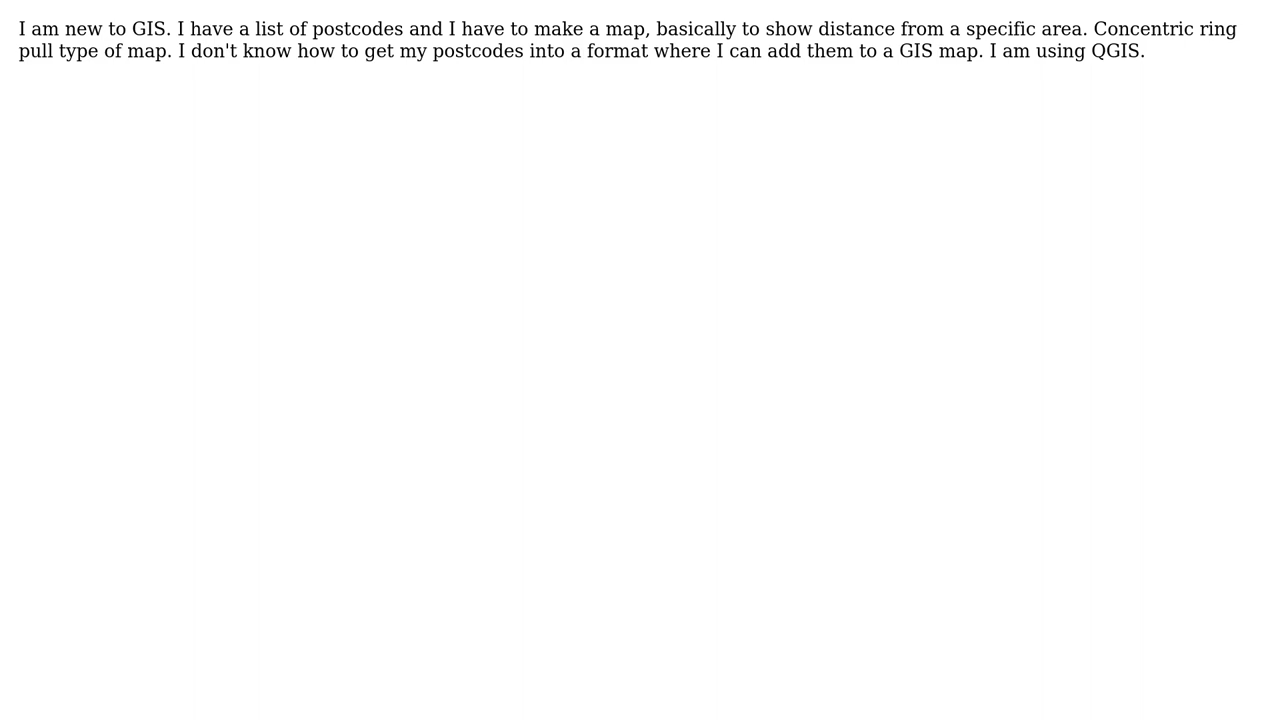 I am new to GIS. I have a list of postcodes and I have to make a map, basically to show distance from a specific area. Concentric ring
pull type of map. I don't know how to get my postcodes into a format where I can add them to a GIS map. I am using QGIS.